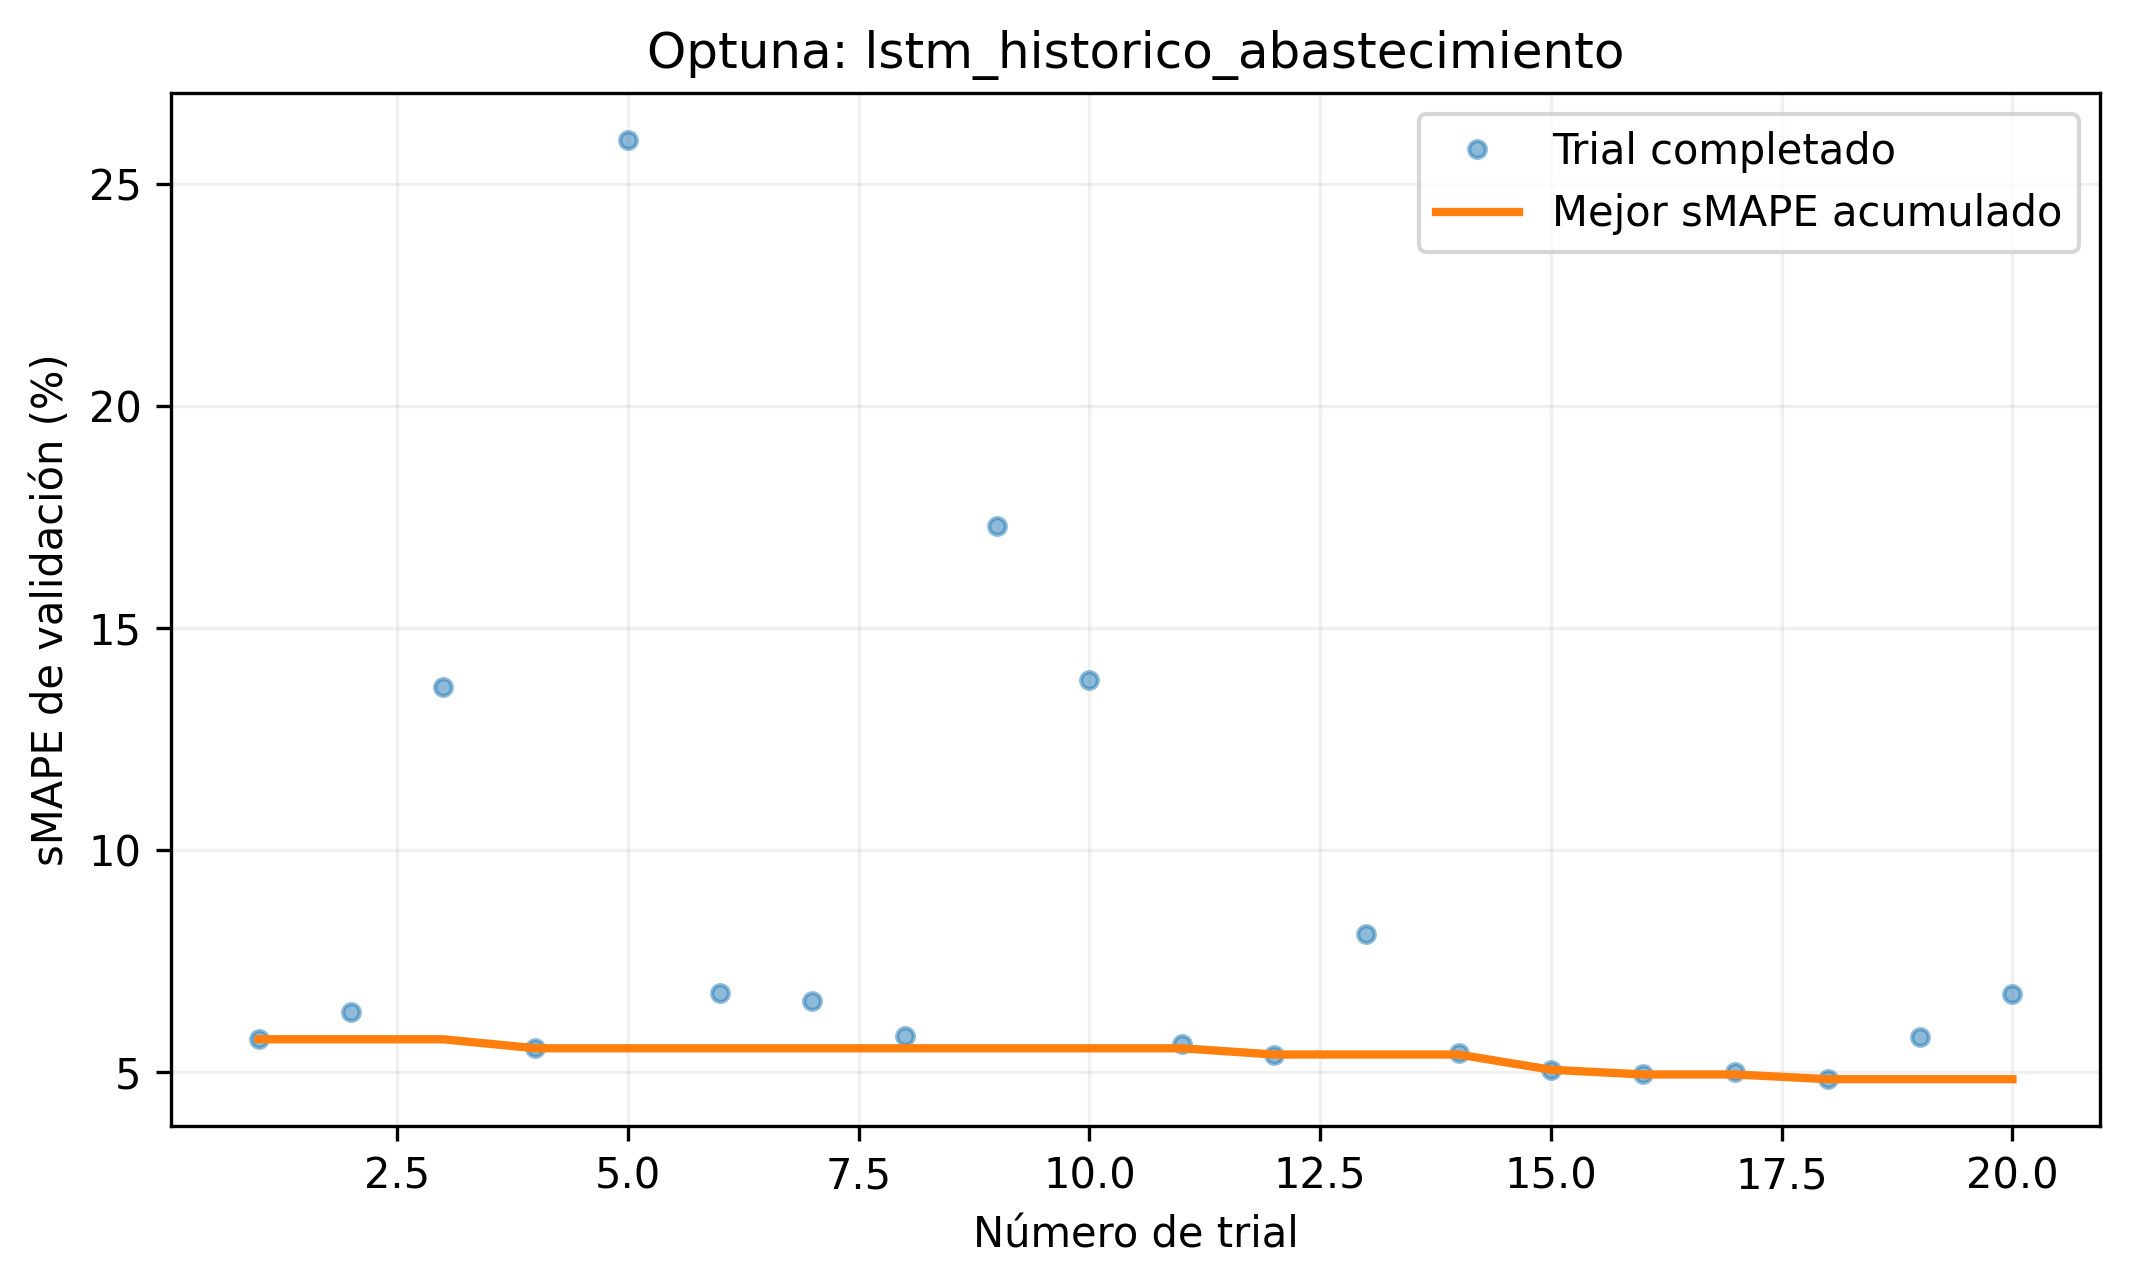 Optuna: lstm_historico_abastecimiento
Trial completado
Mejor sMAPE acumulado
sMAPE de validación (%)
25
20
15
10
5
2.5 5.0 7.5 10.0 12.5 15.0 17.5 20.0
Número de trial